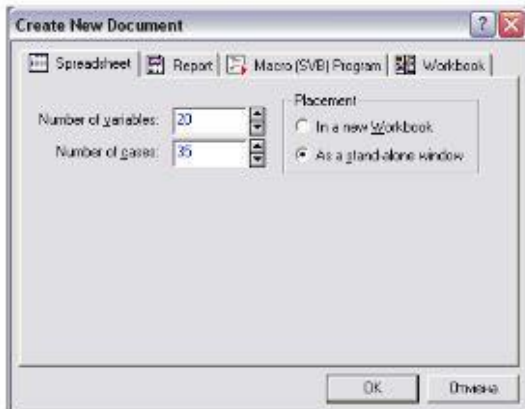 Create New Document
Spreadsheet Report Macro (SVB) Program Workbook
Number of variables: 20
Number of cases: 35
Placement
In a new Workbook
As a stand-alone window
OK Отмена